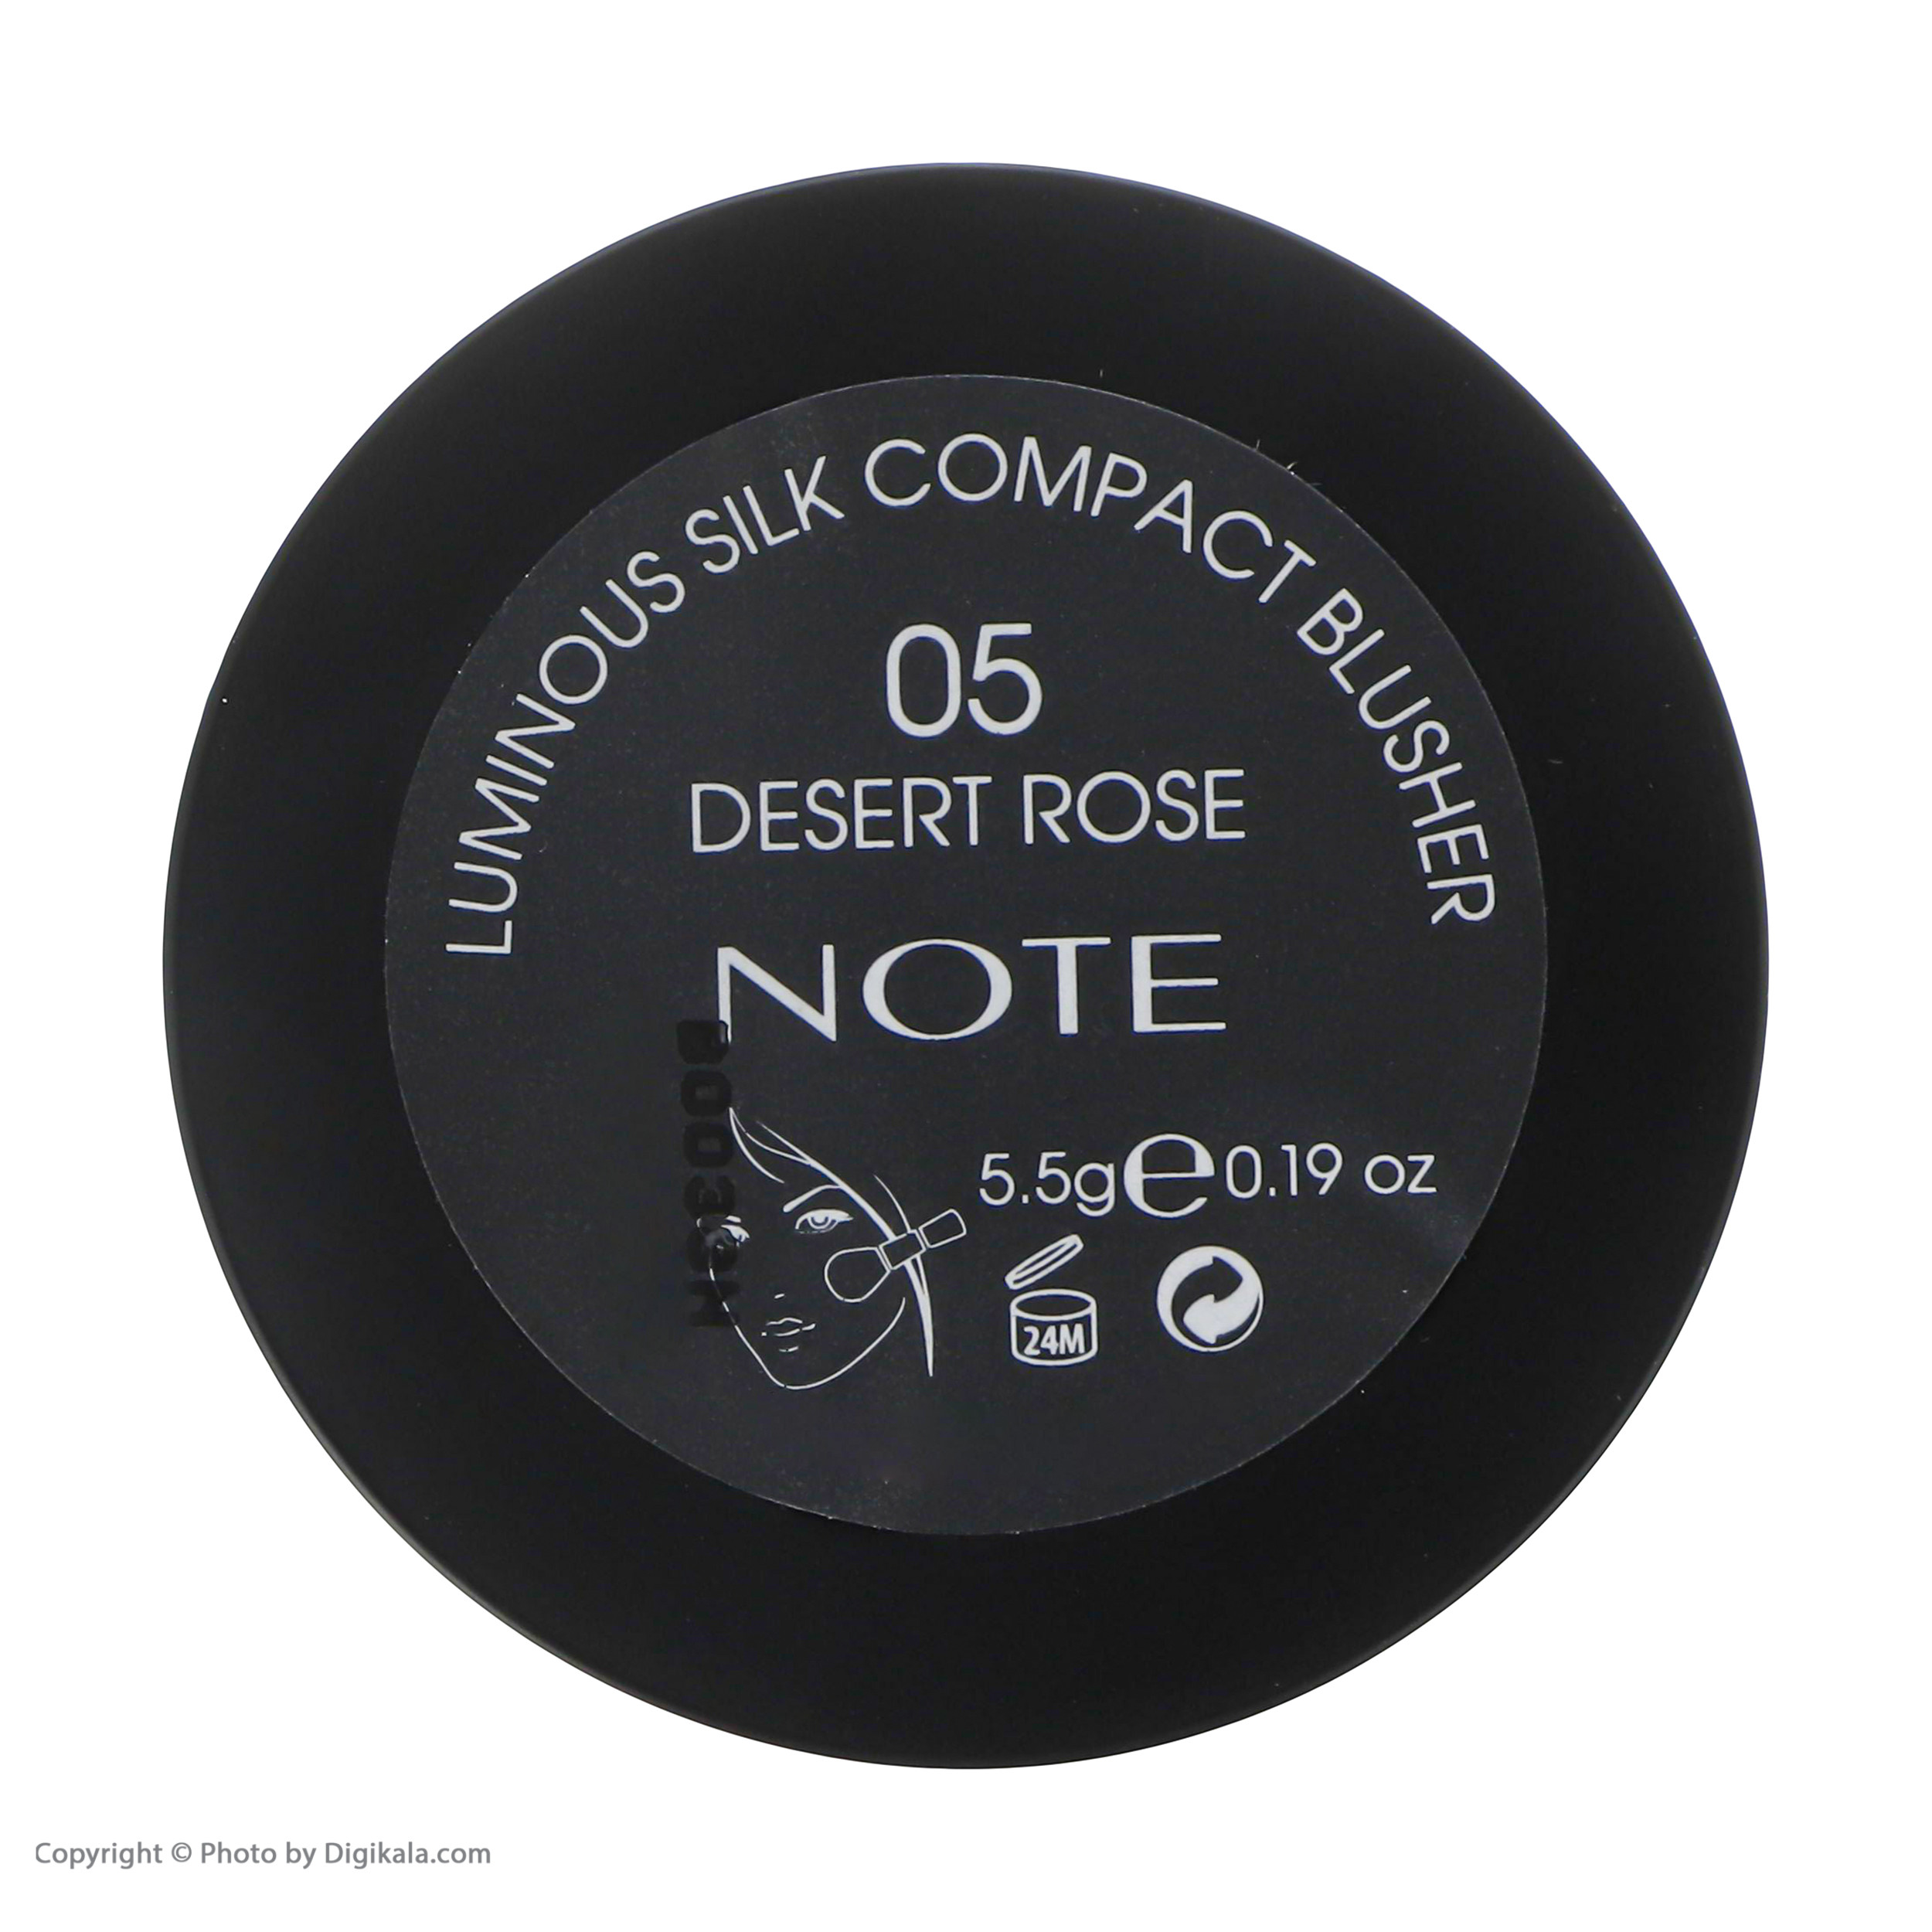 LUMINOUS SILK COMPACT BLUSHER
05
DESERT ROSE
NOTE
5.5g e 0.19 oz
24M
Copyright © Photo by Digikala.com